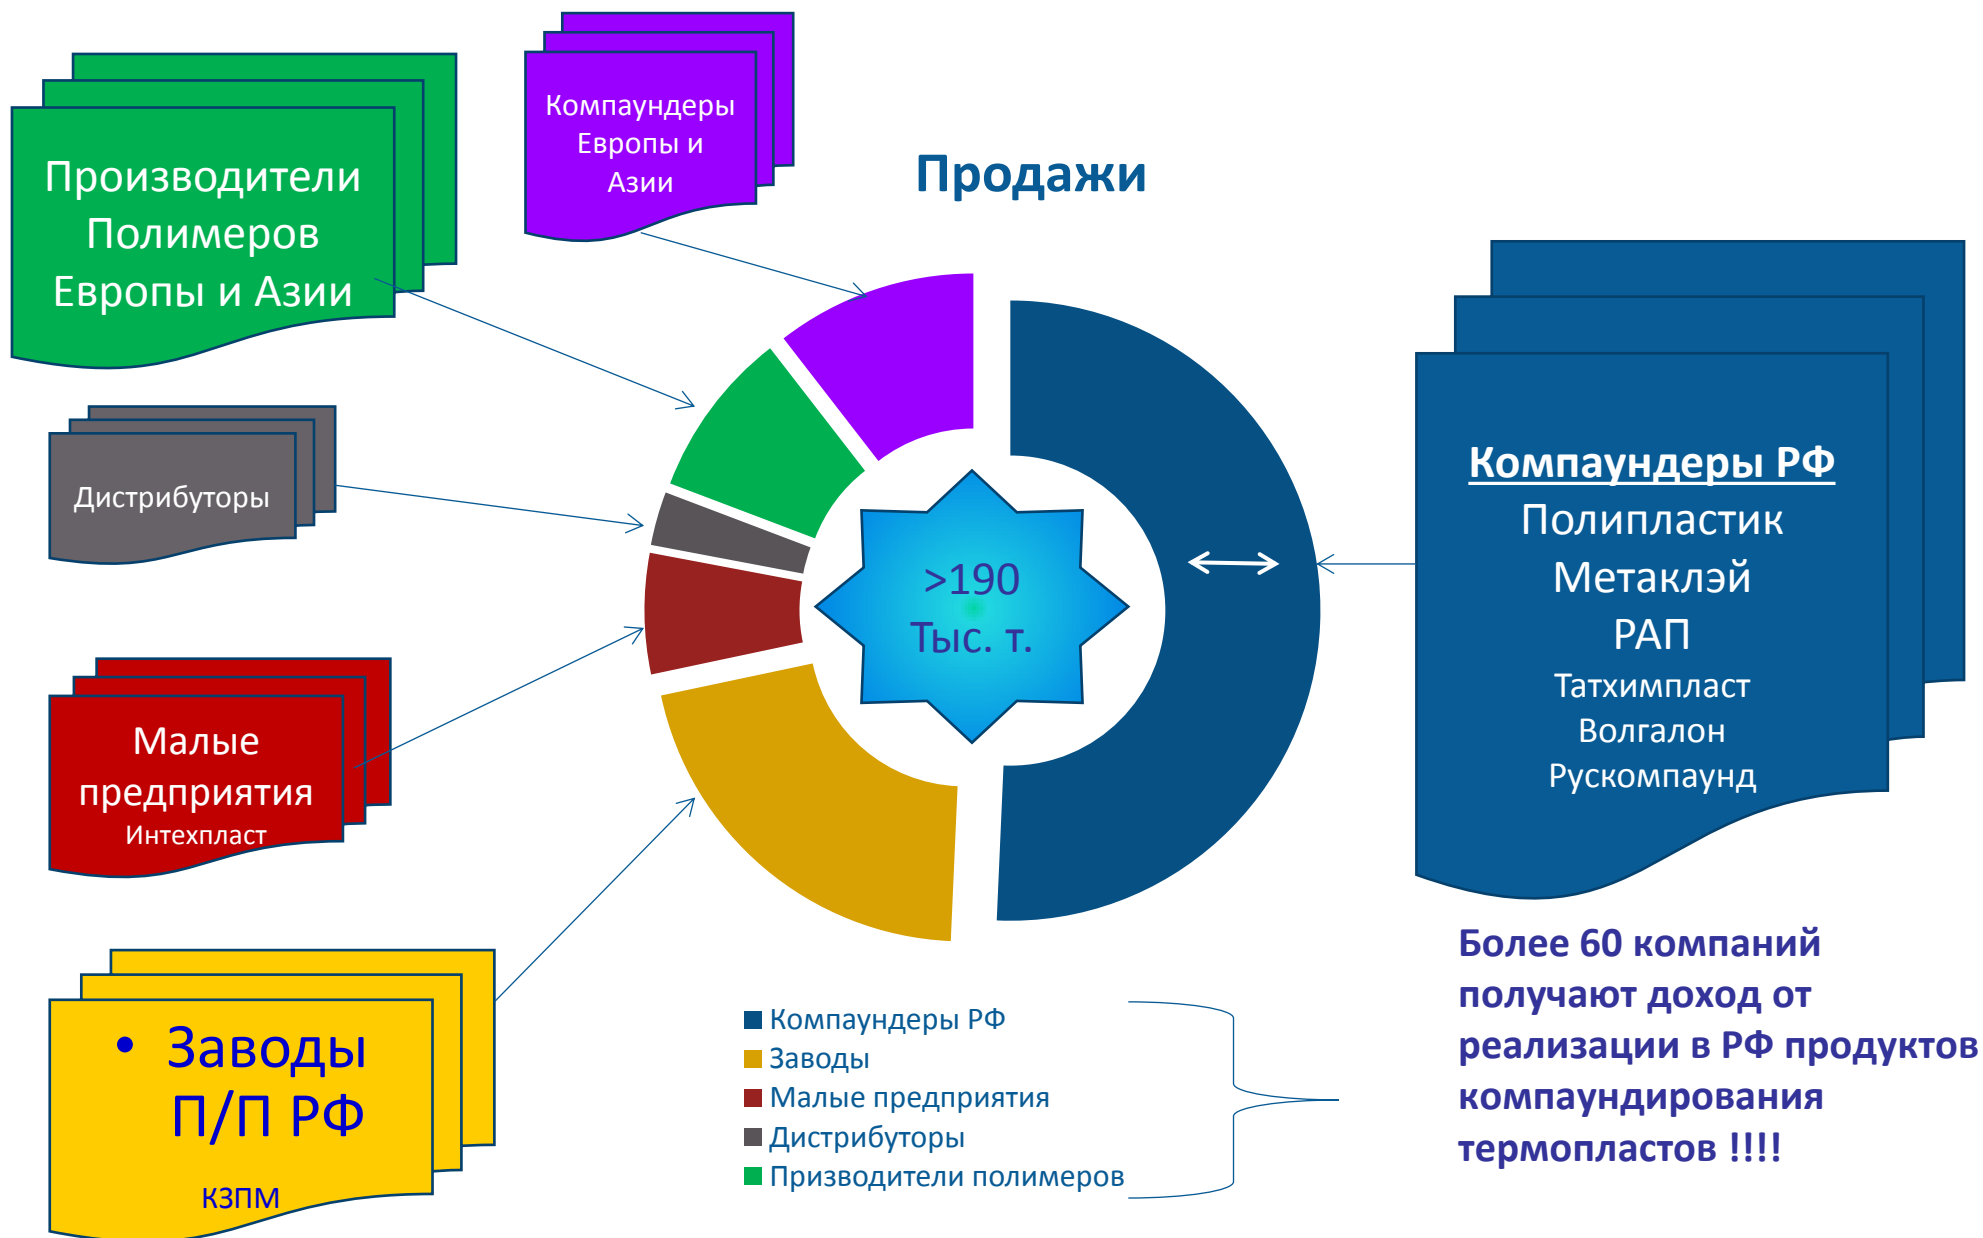 Компаундеры
Европы и
Азии
Продажи
Производители
Полимеров
Европы и Азии
Дистрибуторы
>190
Тыс. т.
Компаундеры РФ
Полипластик
Метаклэй
РАП
Татхимпласт
Волгалон
Рускомпаунд
Малые
предприятия
Интехпласт
• Заводы
П/П РФ
КЗПМ
Компаундеры РФ
Заводы
Малые предприятия
Дистрибуторы
Призводители полимеров
Более 60 компаний
получают доход от
реализации в РФ продуктов
компаундирования
термопластов !!!!